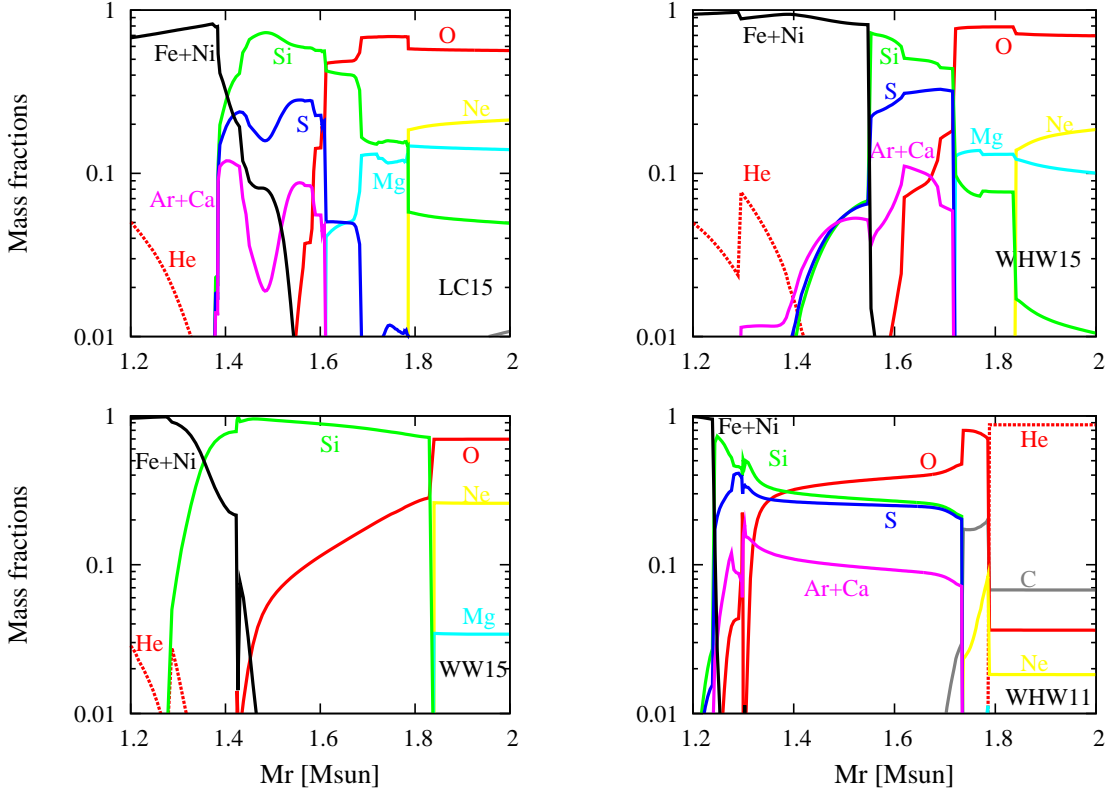 1
0.1
0.01
Mass fractions
Fe+Ni
Si
S
Ar+Ca
He
O
Ne
Mg
LC15
1.2
1.4
1.6
1.8
2
1
0.1
0.01
Fe+Ni
Si
S
Ar+Ca
He
O
Ne
Mg
WHW15
1.2
1.4
1.6
1.8
2
1
0.1
0.01
Mass fractions
Fe+Ni
Si
O
Ne
Mg
He
WW15
1.2
1.4
1.6
1.8
2
Mr [Msun]
1
0.1
0.01
Fe+Ni
Si
O
S
Ar+Ca
He
C
Ne
WHW11
1.2
1.4
1.6
1.8
2
Mr [Msun]